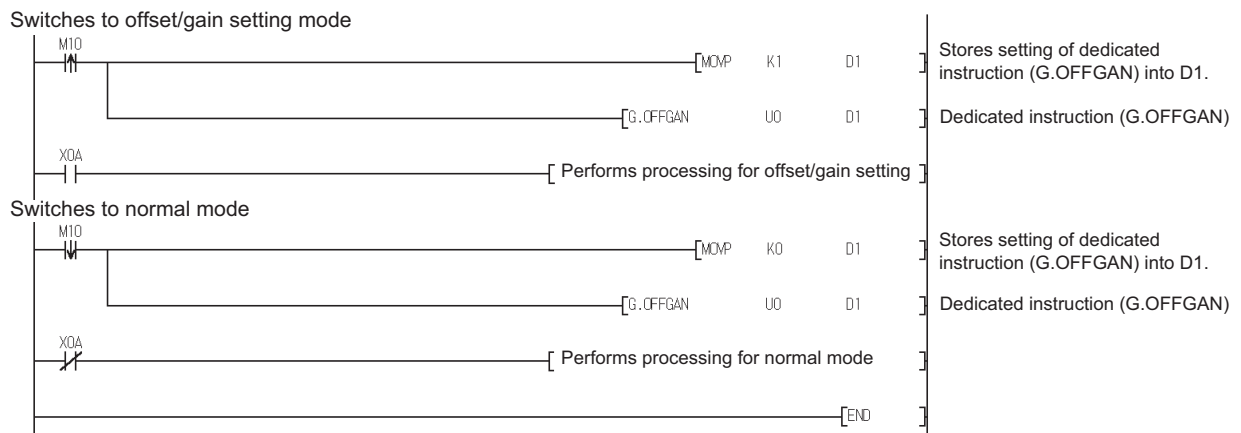 Switches to offset/gain setting mode
M10
MOVP K1 D1
Stores setting of dedicated
instruction (G.OFFGAN) into D1.
G.OFFGAN U0 D1
Dedicated instruction (G.OFFGAN)
X0A
Performs processing for offset/gain setting
Switches to normal mode
M10
MOVP K0 D1
Stores setting of dedicated
instruction (G.OFFGAN) into D1.
G.OFFGAN U0 D1
Dedicated instruction (G.OFFGAN)
X0A
Performs processing for normal mode
END